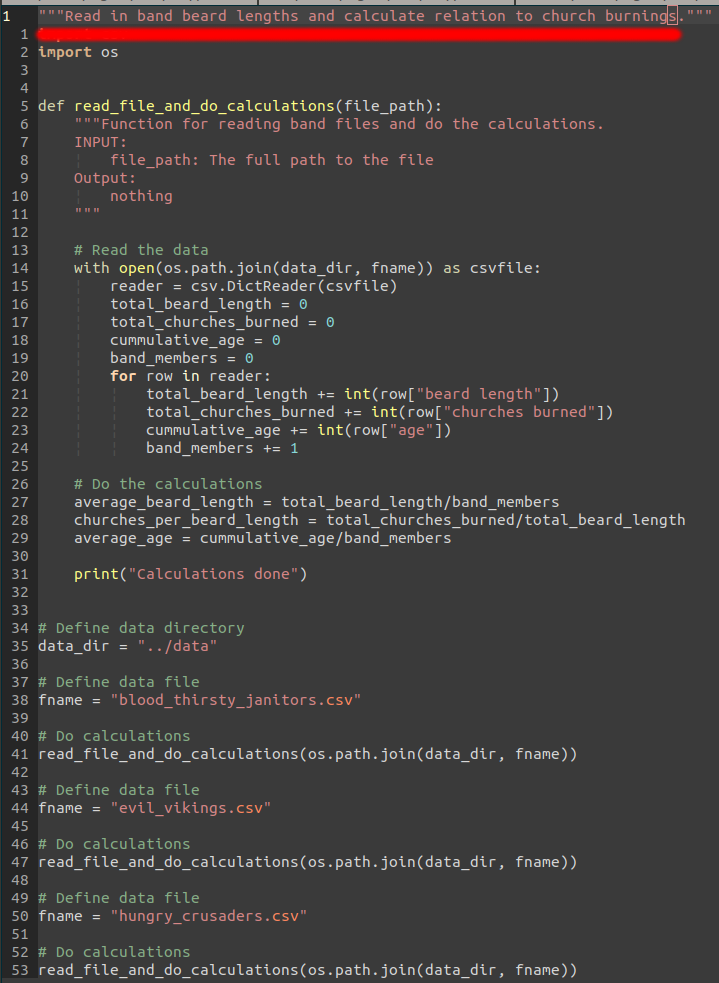 1 """Read in band beard lengths and calculate relation to church burnings."""
1
2 import os
3
4
5 def read_file_and_do_calculations(file_path):
6     """Function for reading band files and do the calculations.
7     INPUT:
8         file_path: The full path to the file
9     Output:
10         nothing
11     """
12
13     # Read the data
14     with open(os.path.join(data_dir, fname)) as csvfile:
15         reader = csv.DictReader(csvfile)
16         total_beard_length = 0
17         total_churches_burned = 0
18         cummulative_age = 0
19         band_members = 0
20         for row in reader:
21             total_beard_length += int(row["beard length"])
22             total_churches_burned += int(row["churches burned"])
23             cummulative_age += int(row["age"])
24             band_members += 1
25
26     # Do the calculations
27     average_beard_length = total_beard_length/band_members
28     churches_per_beard_length = total_churches_burned/total_beard_length
29     average_age = cummulative_age/band_members
30
31     print("Calculations done")
32
33
34 # Define data directory
35 data_dir = "../data"
36
37 # Define data file
38 fname = "blood_thirsty_janitors.csv"
39
40 # Do calculations
41 read_file_and_do_calculations(os.path.join(data_dir, fname))
42
43 # Define data file
44 fname = "evil_vikings.csv"
45
46 # Do calculations
47 read_file_and_do_calculations(os.path.join(data_dir, fname))
48
49 # Define data file
50 fname = "hungry_crusaders.csv"
51
52 # Do calculations
53 read_file_and_do_calculations(os.path.join(data_dir, fname))